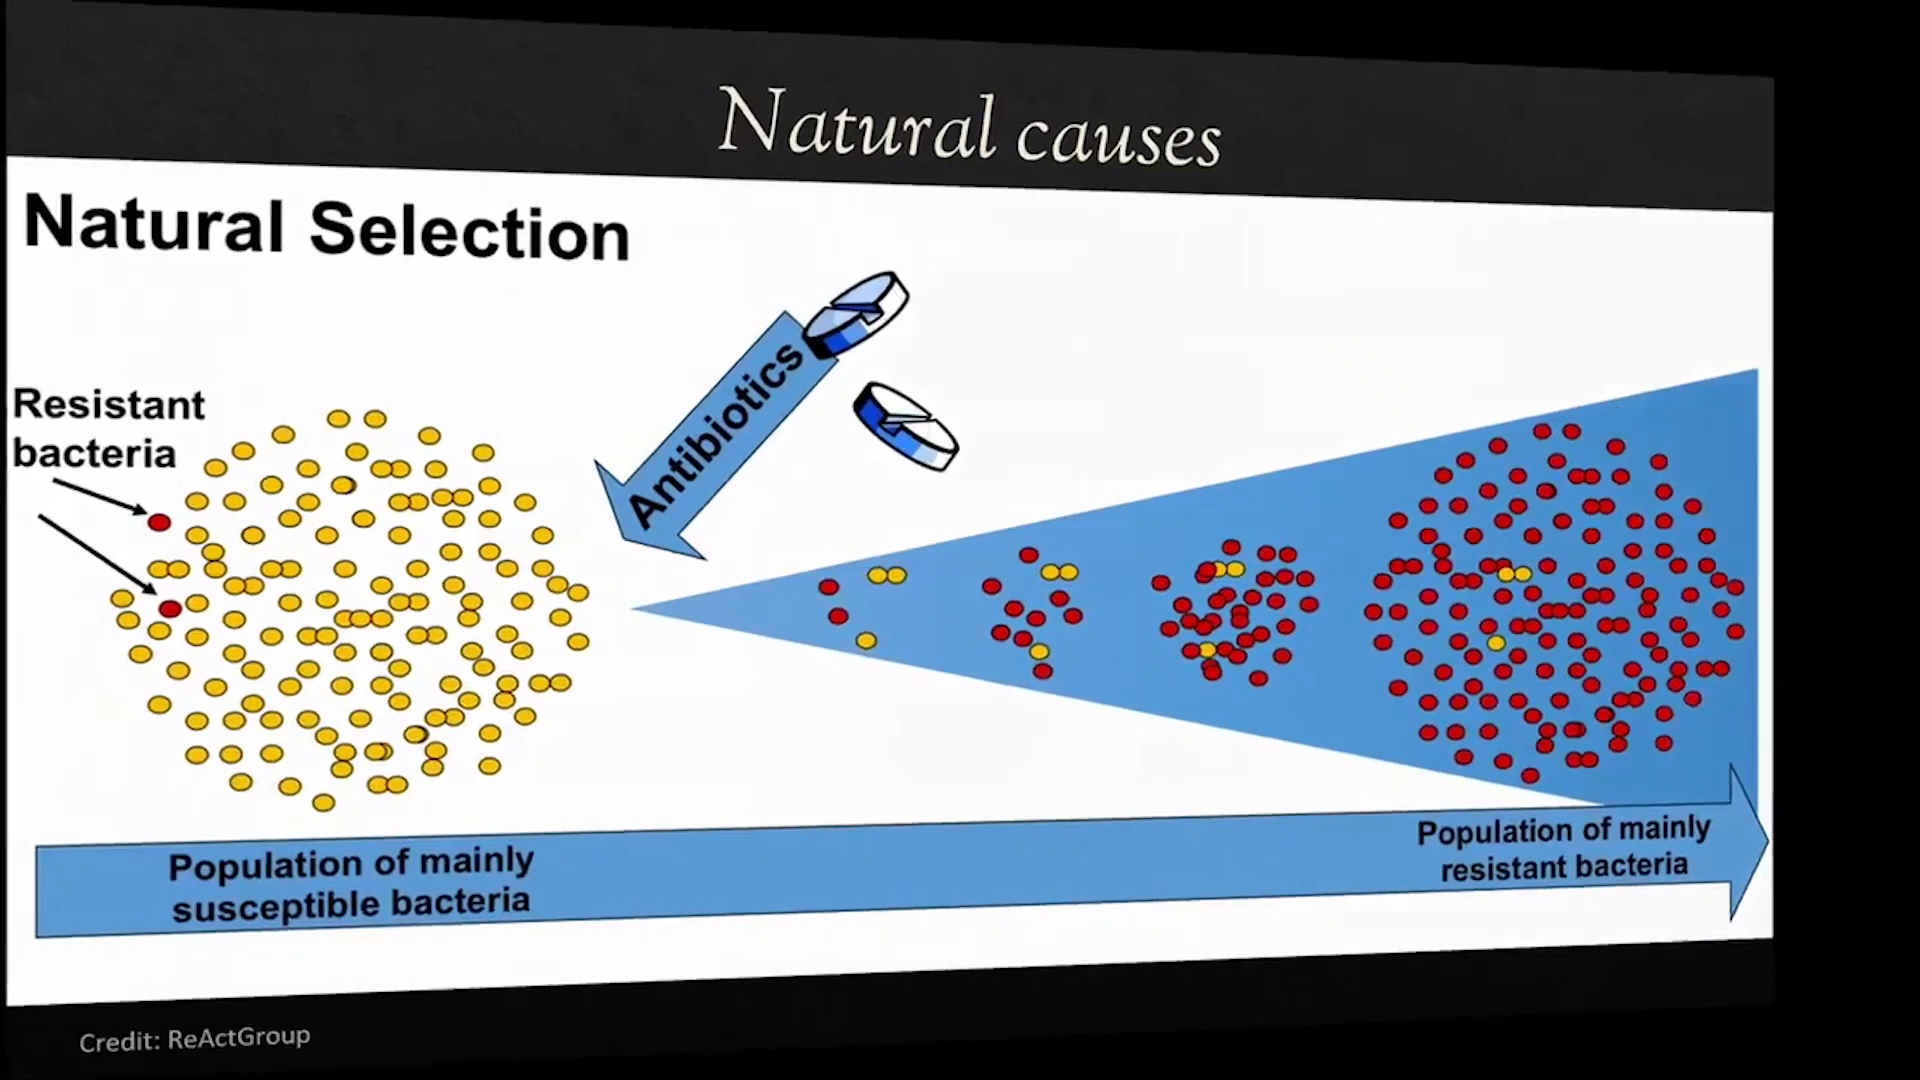 Natural causes
Natural Selection
Resistant
bacteria
Antibiotics
Population of mainly
susceptible bacteria
Population of mainly
resistant bacteria
Credit: ReActGroup